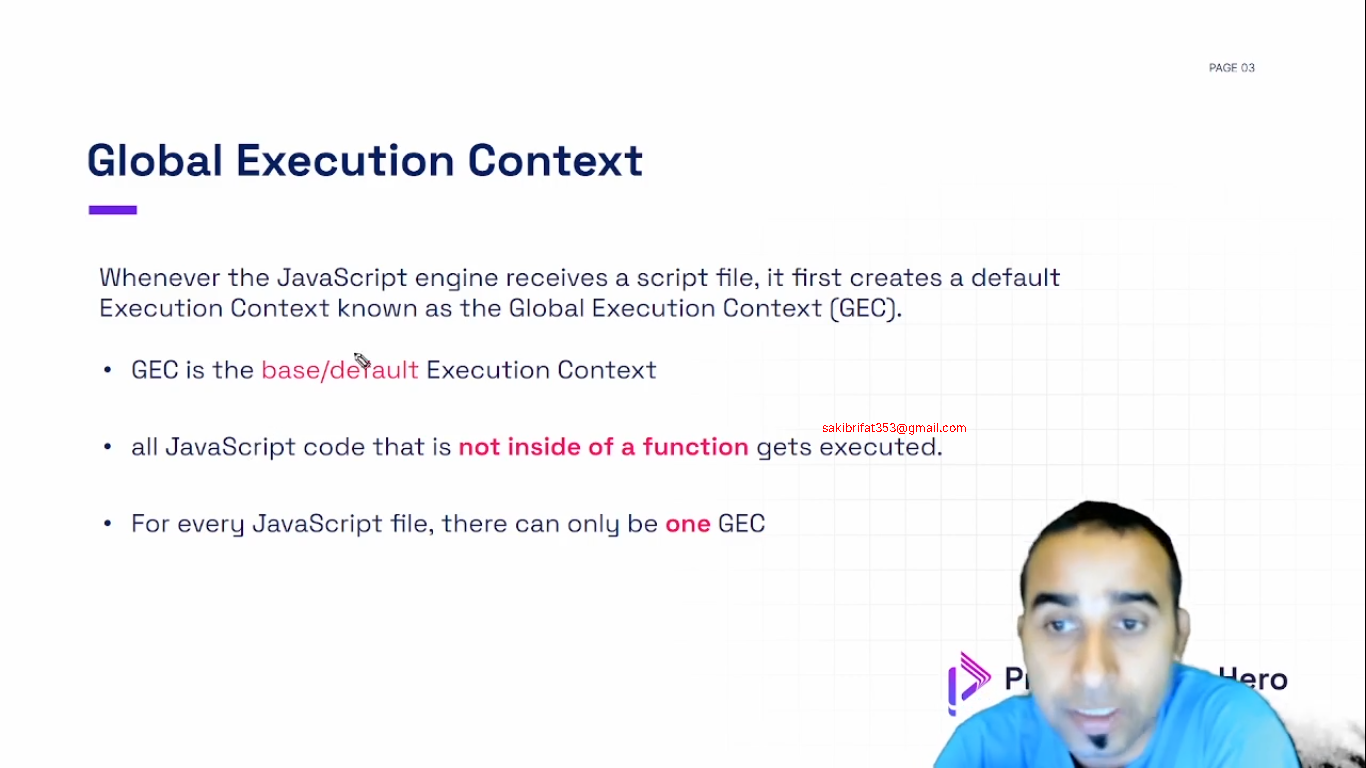 PAGE 03
Global Execution Context
Whenever the JavaScript engine receives a script file, it first creates a default
Execution Context known as the Global Execution Context (GEC).
• GEC is the base/default Execution Context
sakibrifat353@gmail.com
• all JavaScript code that is not inside of a function gets executed.
• For every JavaScript file, there can only be one GEC
Hero